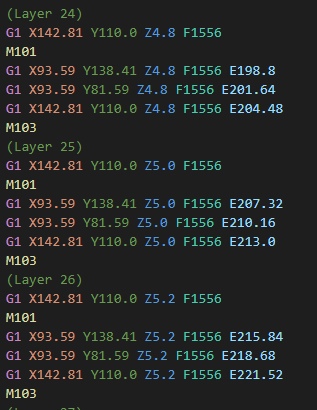 (Layer 24)
G1 X142.81 Y110.0 Z4.8 F1556
M101
G1 X93.59 Y138.41 Z4.8 F1556 E198.8
G1 X93.59 Y81.59 Z4.8 F1556 E201.64
G1 X142.81 Y110.0 Z4.8 F1556 E204.48
M103
(Layer 25)
G1 X142.81 Y110.0 Z5.0 F1556
M101
G1 X93.59 Y138.41 Z5.0 F1556 E207.32
G1 X93.59 Y81.59 Z5.0 F1556 E210.16
G1 X142.81 Y110.0 Z5.0 F1556 E213.0
M103
(Layer 26)
G1 X142.81 Y110.0 Z5.2 F1556
M101
G1 X93.59 Y138.41 Z5.2 F1556 E215.84
G1 X93.59 Y81.59 Z5.2 F1556 E218.68
G1 X142.81 Y110.0 Z5.2 F1556 E221.52
M103